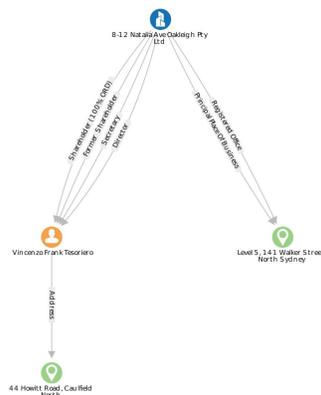 8-12 Natalia Ave Oakleigh Pty
Ltd
Shareholder (100% ORD)
Former Shareholder
Secretary
Director
Registered Office
Principal Place Of Business
Vincenzo Frank Tesoriero
Level 5, 141 Walker Stree
North Sydney
Address
44 Howitt Road, Caulfield
North